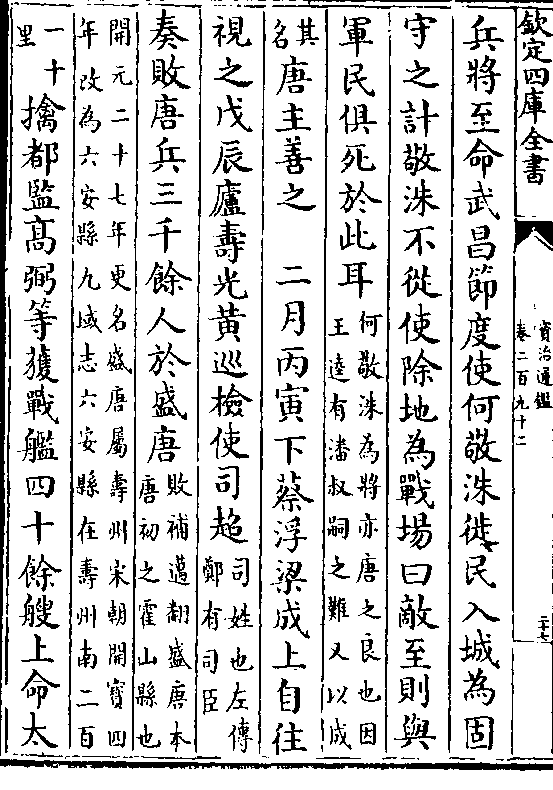 欽定四庫全書
資治通鑑
卷二百九十二
二十七
兵將至命武昌節度使何敬洙徙民入城為固
守之計敬洙不從使除地為戰場曰敵至則與
軍民俱死於此耳何敬洙為將亦唐之良也因
王逵有潘叔嗣之難又以成
其
名唐主善之　二月丙寅下蔡浮梁成上自往
視之戊辰廬壽光黃巡檢使司超司姓也左傳
鄭有司臣
奏敗唐兵三千餘人於盛唐敗補邁翻盛唐本
唐初之霍山縣也
開元二十七年更名盛唐屬壽州宋朝開寶四
年改為六安縣九域志六安縣在壽州南二百
一十
里擒都監高弼等獲戰艦四十餘艘上命太